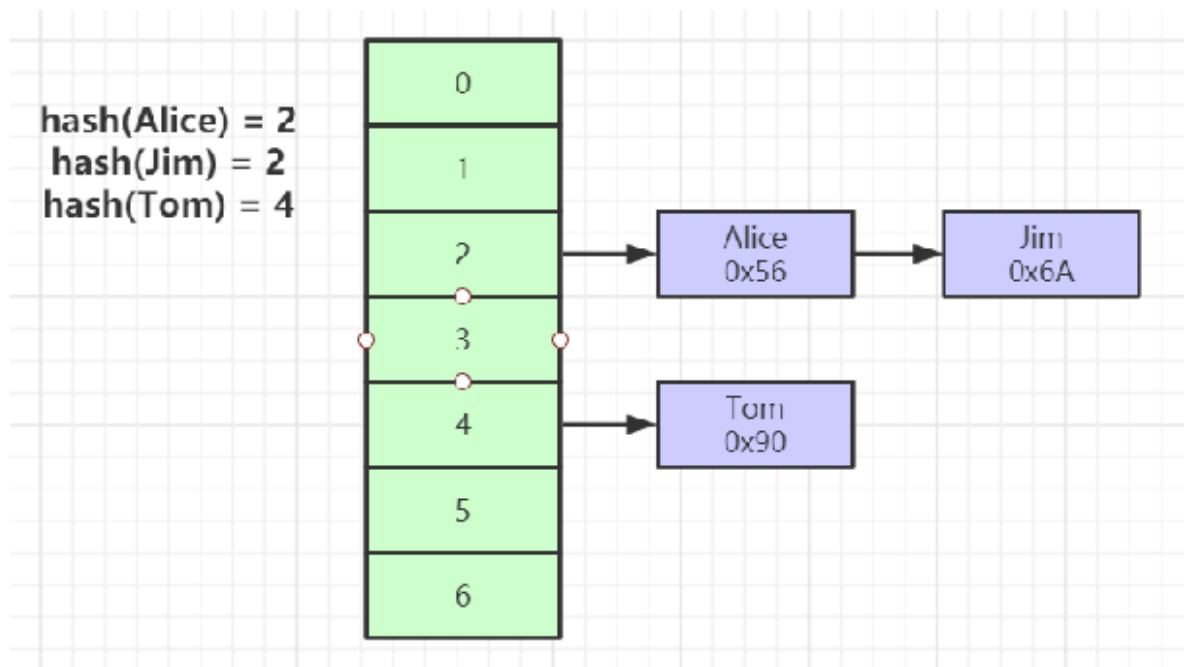 hash(Alice) = 2
hash(Jim) = 2
hash(Tom) = 4
0
1
2
Alice
0x56
Jim
0x6A
3
4
Tom
0x90
5
6